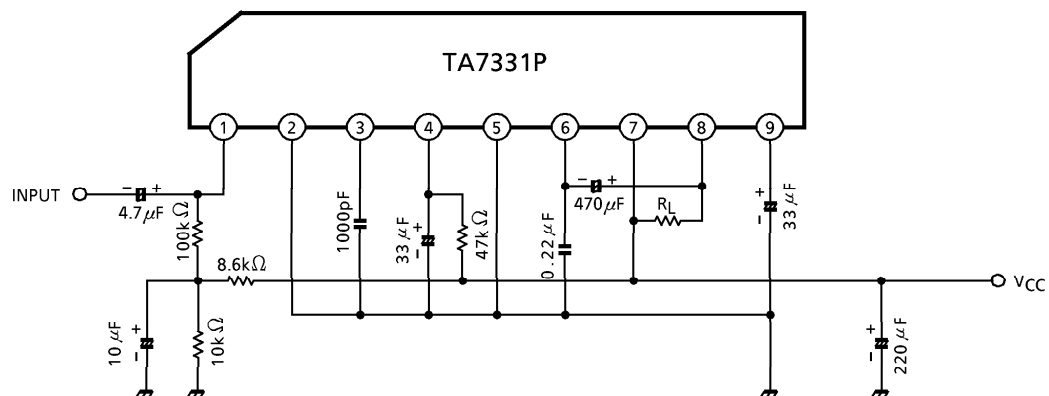 TA7331P
1 2 3 4 5 6 7 8 9
INPUT
− +
4.7μF
100kΩ
8.6kΩ
10μF
+
−
10kΩ
1000pF
33μF
+
−
47kΩ
− +
470μF
0.22μF
RL
+
−
33μF
VCC
+
−
220μF